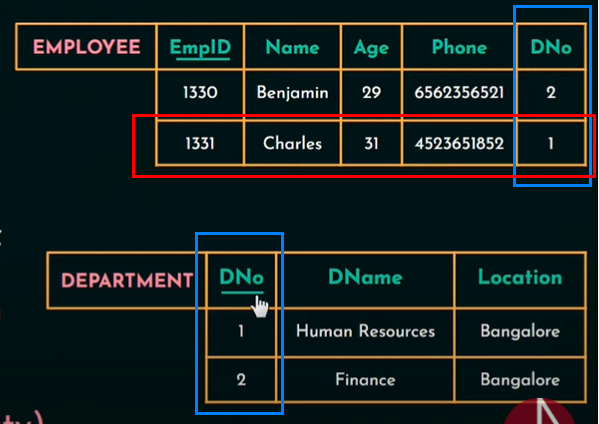 EMPLOYEE EmpID Name Age Phone DNo
1330 Benjamin 29 6562356521 2
1331 Charles 31 4523651852 1
DEPARTMENT DNo DName Location
1 Human Resources Bangalore
2 Finance Bangalore